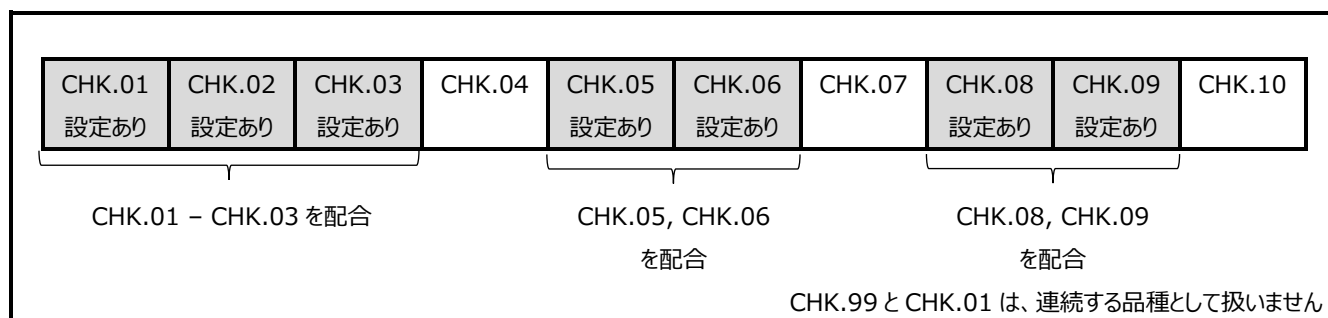 CHK.01 CHK.02 CHK.03 CHK.04 CHK.05 CHK.06 CHK.07 CHK.08 CHK.09 CHK.10
設定あり 設定あり 設定あり 設定あり 設定あり 設定あり 設定あり
CHK.01 – CHK.03 を配合 CHK.05, CHK.06 CHK.08, CHK.09
を配合 を配合
CHK.99 と CHK.01 は、連続する品種として扱いません